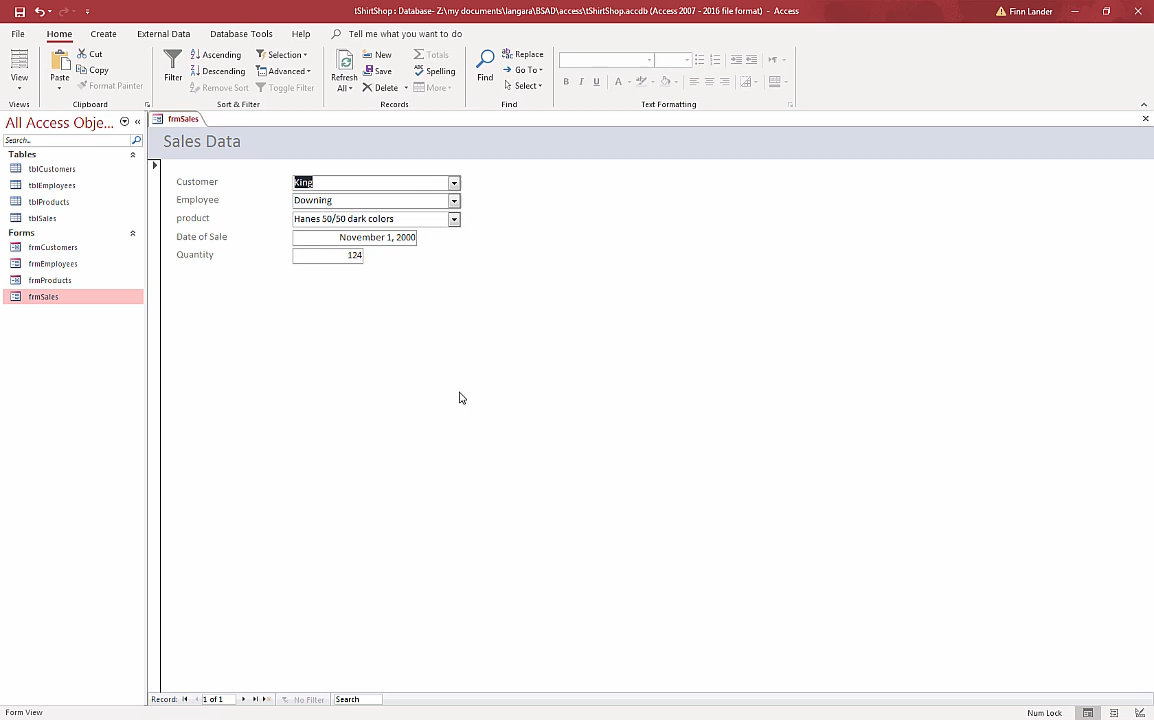 tShirtShop : Database- Z:\my documents\langara\BSAD\access\tShirtShop.accdb (Access 2007 - 2016 file format) - Access
Finn Lander
File Home Create External Data Database Tools Help Tell me what you want to do
View
Views
Paste
Cut
Copy
Format Painter
Clipboard
Filter
Ascending
Descending
Remove Sort
Selection
Advanced
Toggle Filter
Sort & Filter
Refresh
All
New
Save
Delete
Totals
Spelling
More
Records
Find
Replace
Go To
Select
Find
B I U A
Text Formatting
All Access Obje...
Search..
Tables
tblCustomers
tblEmployees
tblProducts
tblSales
Forms
frmCustomers
frmEmployees
frmProducts
frmSales
frmSales
Sales Data
Customer King
Employee Downing
product Hanes 50/50 dark colors
Date of Sale November 1, 2000
Quantity 124
Record: 1 of 1 No Filter Search
Form View
Num Lock